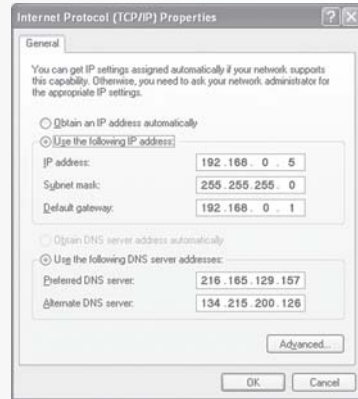 Internet Protocol (TCP/IP) Properties
General
You can get IP settings assigned automatically if your network supports
this capability. Otherwise, you need to ask your network administrator for
the appropriate IP settings.
Obtain an IP address automatically
Use the following IP address:
IP address: 192 . 168 . 0 . 5
Subnet mask: 255 . 255 . 255 . 0
Default gateway: 192 . 168 . 0 . 1
Obtain DNS server address automatically
Use the following DNS server addresses:
Preferred DNS server: 216 . 165 . 129 . 157
Alternate DNS server: 134 . 215 . 200 . 126
Advanced...
OK Cancel